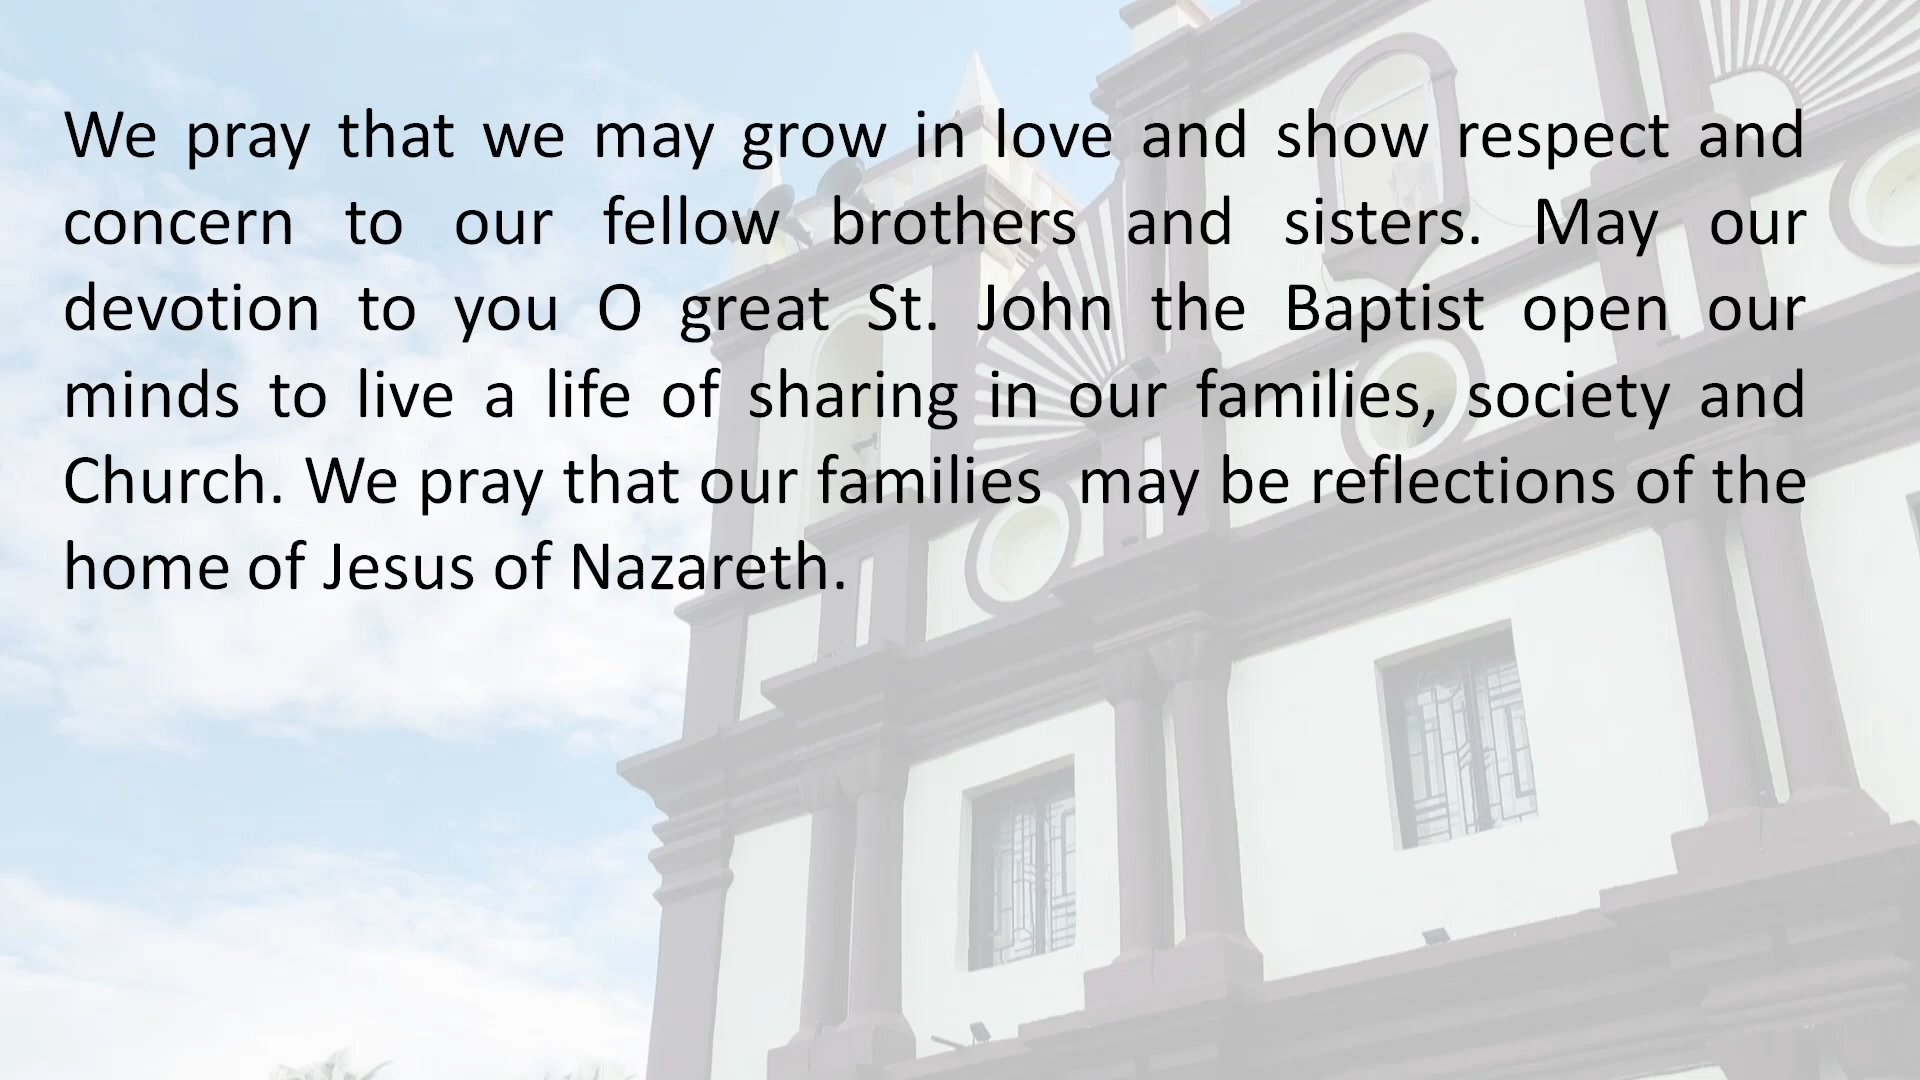 We pray that we may grow in love and show respect and
concern to our fellow brothers and sisters. May our
devotion to you O great St. John the Baptist open our
minds to live a life of sharing in our families, society and
Church. We pray that our families  may be reflections of the
home of Jesus of Nazareth.